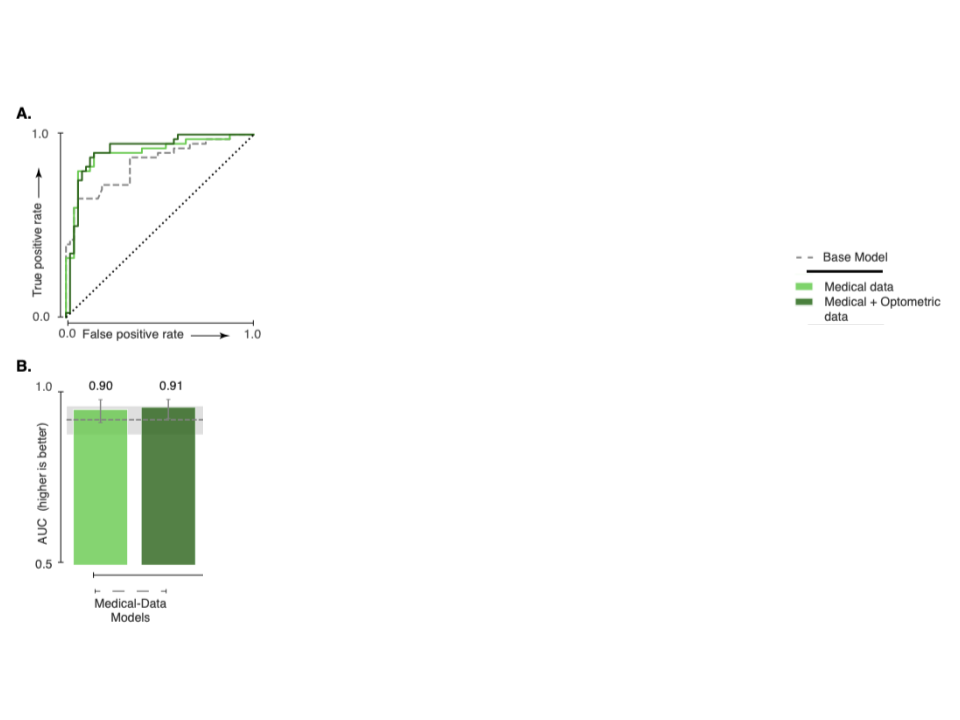 A.
1.0
True positive rate
0.0
0.0 False positive rate 1.0
Base Model
Medical data
Medical + Optometric
data
B.
1.0 0.90 0.91
AUC (higher is better)
0.5
Medical-Data
Models